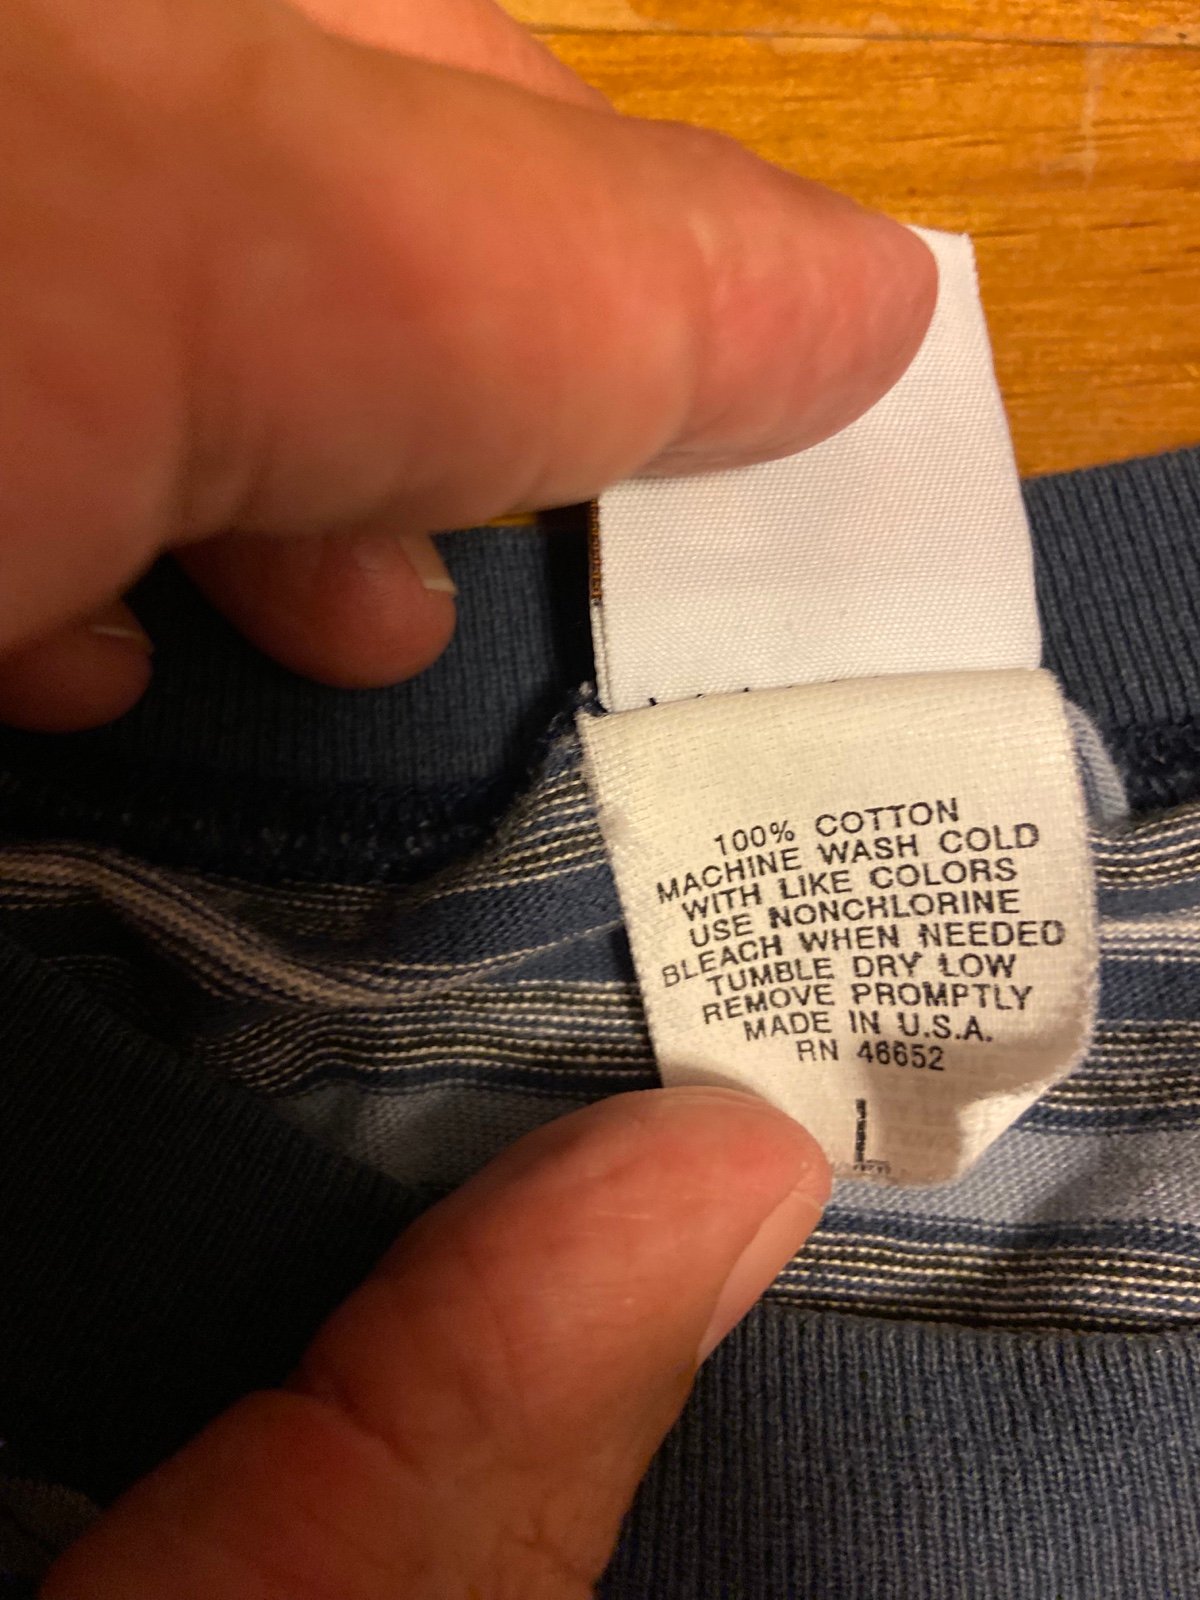 100% COTTON
MACHINE WASH COLD
WITH LIKE COLORS
USE NONCHLORINE
BLEACH WHEN NEEDED
TUMBLE DRY LOW
REMOVE PROMPTLY
MADE IN U.S.A.
RN 46652
L